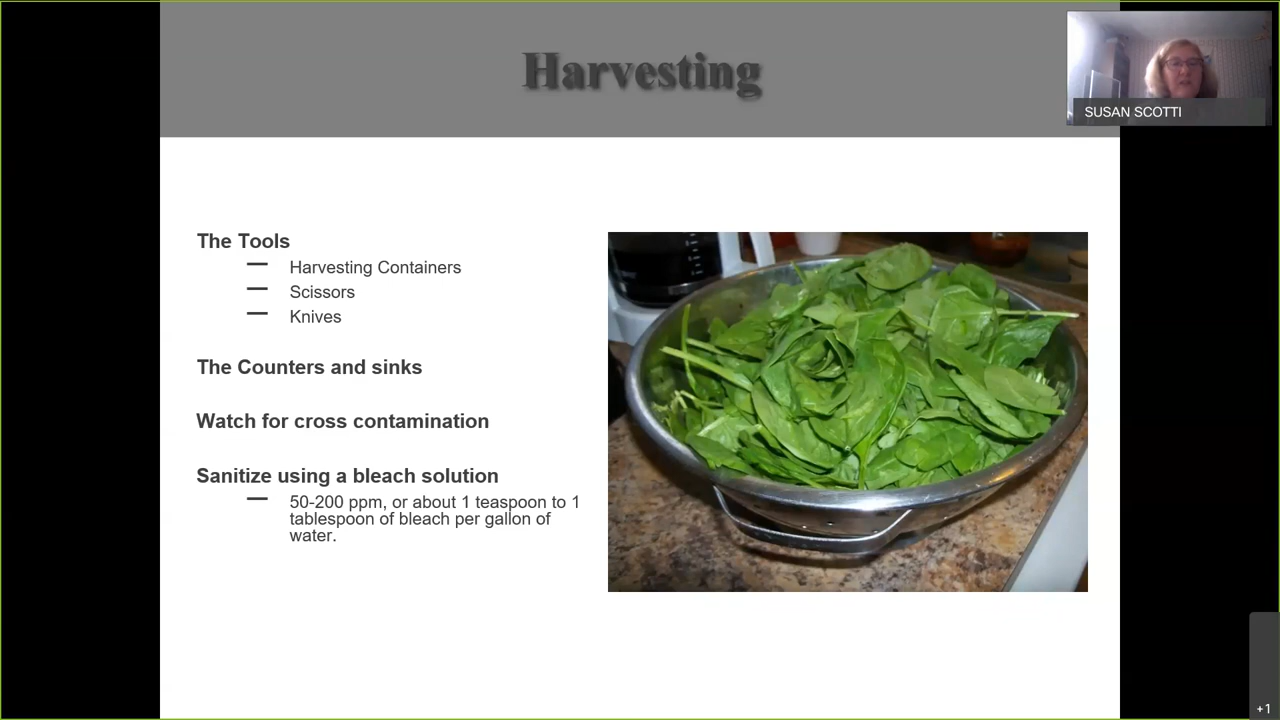 Harvesting
SUSAN SCOTTI
The Tools
— Harvesting Containers
— Scissors
— Knives
The Counters and sinks
Watch for cross contamination
Sanitize using a bleach solution
— 50-200 ppm, or about 1 teaspoon to 1
tablespoon of bleach per gallon of
water.
+1